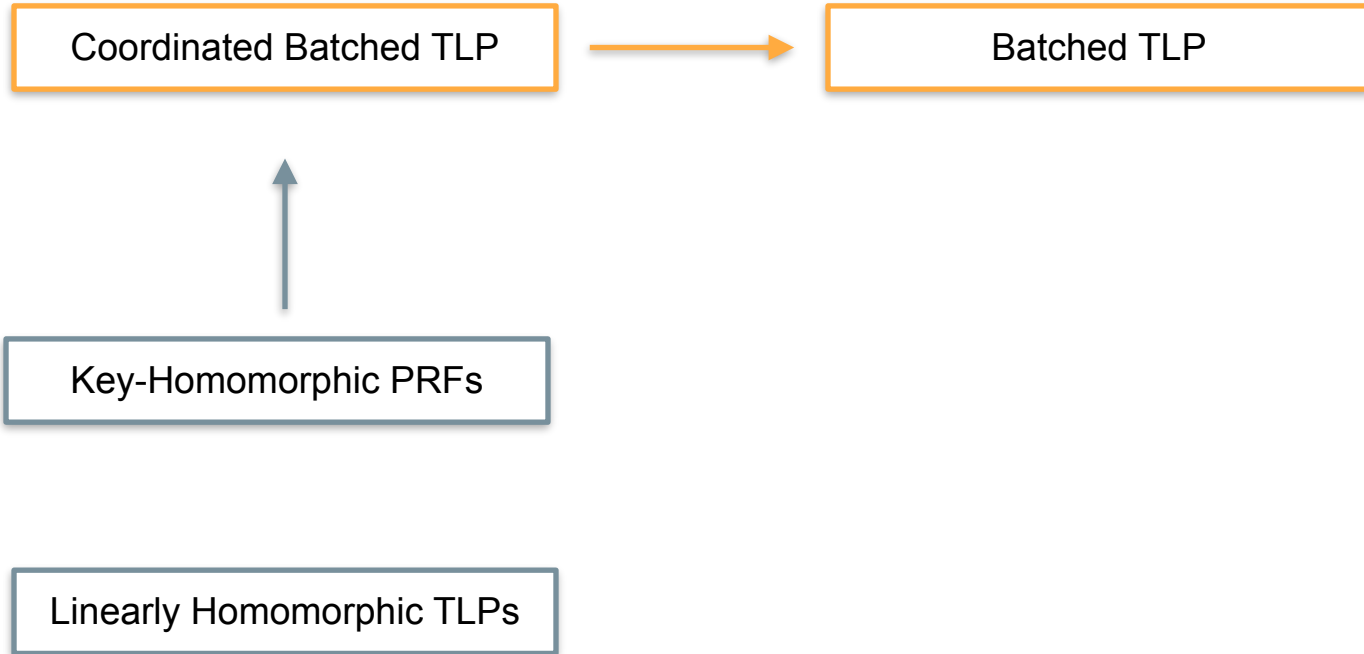 Coordinated Batched TLP
Batched TLP
Key-Homomorphic PRFs
Linearly Homomorphic TLPs